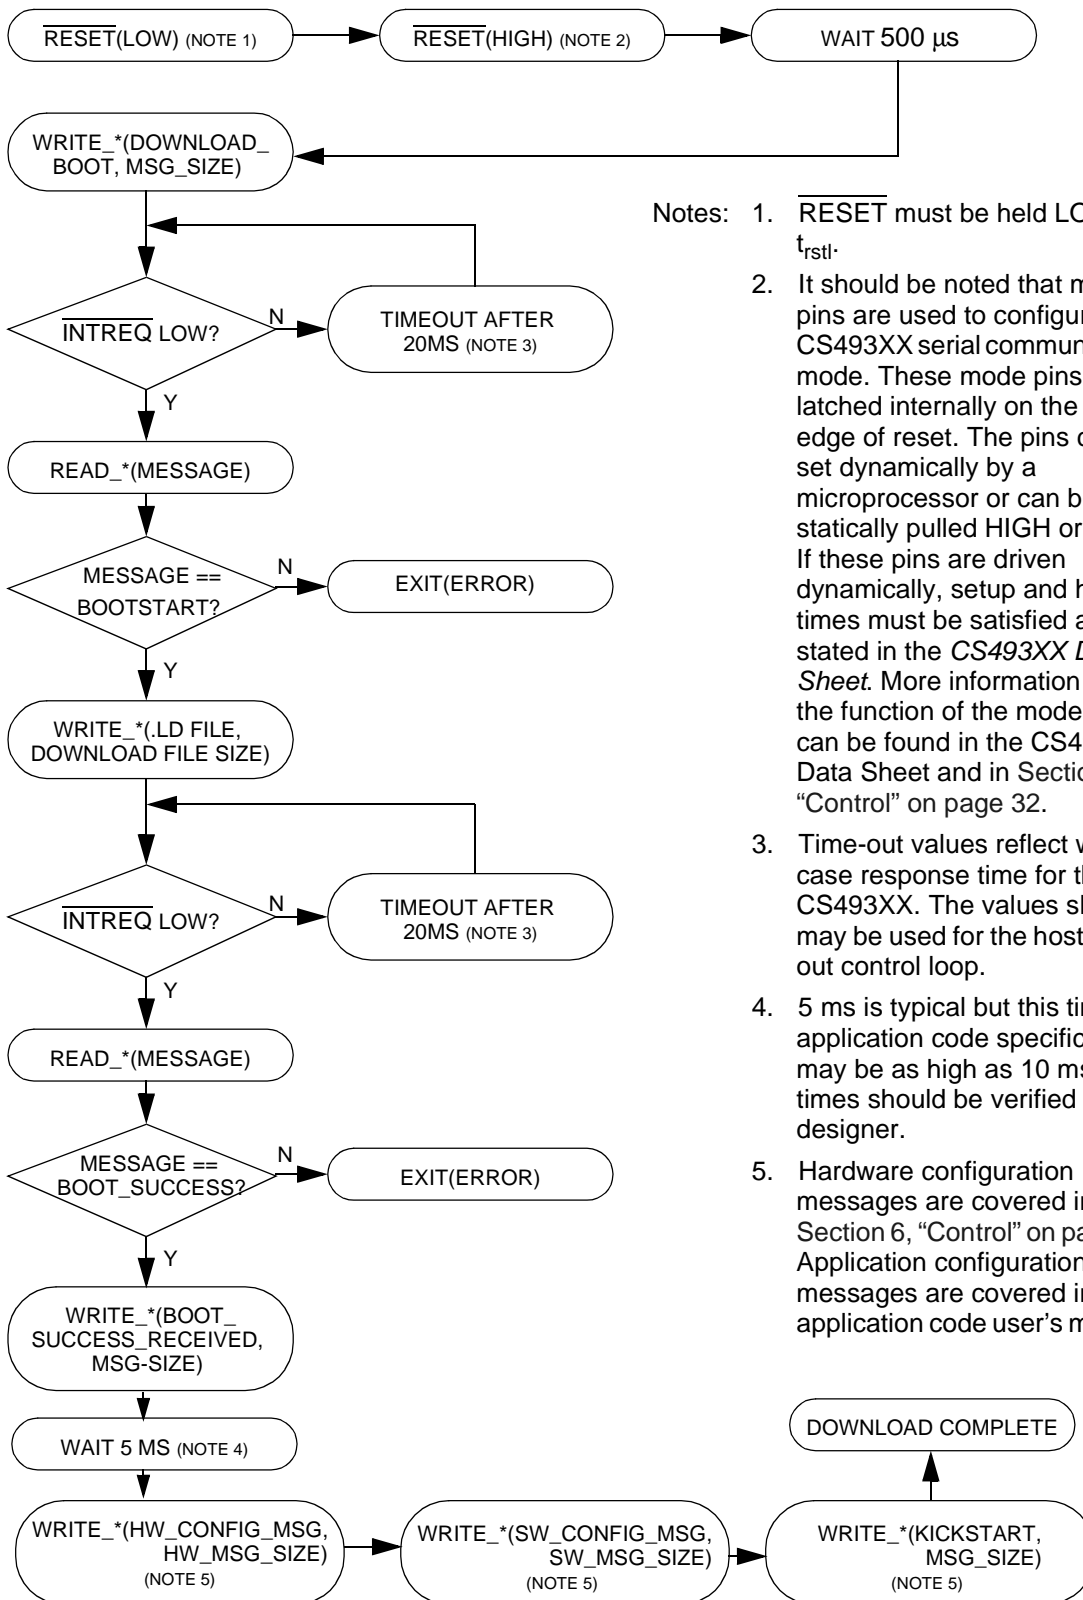 RESET(LOW) (NOTE 1)
RESET(HIGH) (NOTE 2)
WAIT 500 µs
WRITE_*(DOWNLOAD_
BOOT, MSG_SIZE)
INTREQ LOW?
N
TIMEOUT AFTER
20MS (NOTE 3)
Y
READ_*(MESSAGE)
MESSAGE ==
BOOTSTART?
N
EXIT(ERROR)
Y
WRITE_*(.LD FILE,
DOWNLOAD FILE SIZE)
INTREQ LOW?
N
TIMEOUT AFTER
20MS (NOTE 3)
Y
READ_*(MESSAGE)
MESSAGE ==
BOOT_SUCCESS?
N
EXIT(ERROR)
Y
WRITE_*(BOOT_
SUCCESS_RECEIVED,
MSG-SIZE)
WAIT 5 MS (NOTE 4)
WRITE_*(HW_CONFIG_MSG,
HW_MSG_SIZE)
(NOTE 5)
WRITE_*(SW_CONFIG_MSG,
SW_MSG_SIZE)
(NOTE 5)
WRITE_*(KICKSTART,
MSG_SIZE)
(NOTE 5)
DOWNLOAD COMPLETE
Notes: 1. RESET must be held
trstl.
2. It should be noted that
pins are used to
CS493XX serial
mode. These mode pins
latched internally on the
edge of reset. The pins
set dynamically by a
microprocessor or can
statically pulled HIGH or
If these pins are driven
dynamically, setup and
times must be satisfied
stated in the CS493XX
Sheet. More information
the function of the mode
can be found in the
Data Sheet and in
“Control” on page 32.
3. Time-out values reflect
case response time for
CS493XX. The values
may be used for the host
out control loop.
4. 5 ms is typical but this
application code specific
may be as high as 10 ms
times should be verified
designer.
5. Hardware configuration
messages are covered
Section 6, “Control” on
Application configuration
messages are covered
application code user's